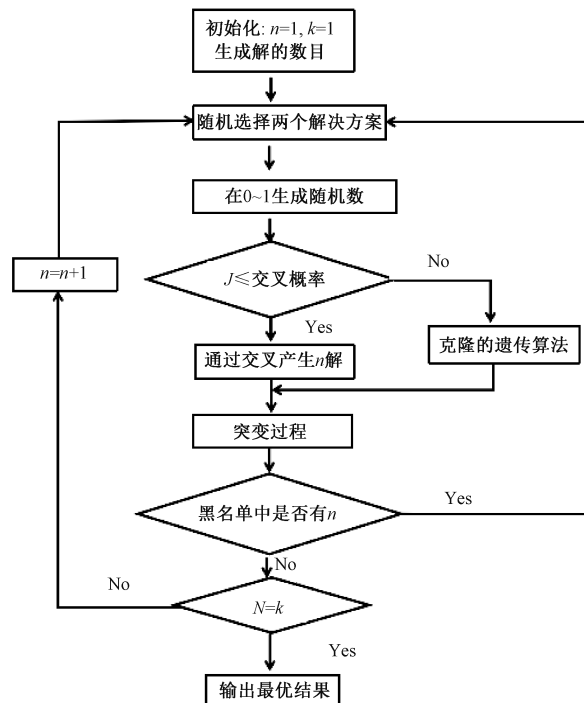 初始化: n=1, k=1
生成解的数目
随机选择两个解决方案
在0~1生成随机数
n=n+1
J≤交叉概率
No
Yes
通过交叉产生n解
克隆的遗传算法
突变过程
黑名单中是否有n
Yes
No
No
N=k
Yes
输出最优结果